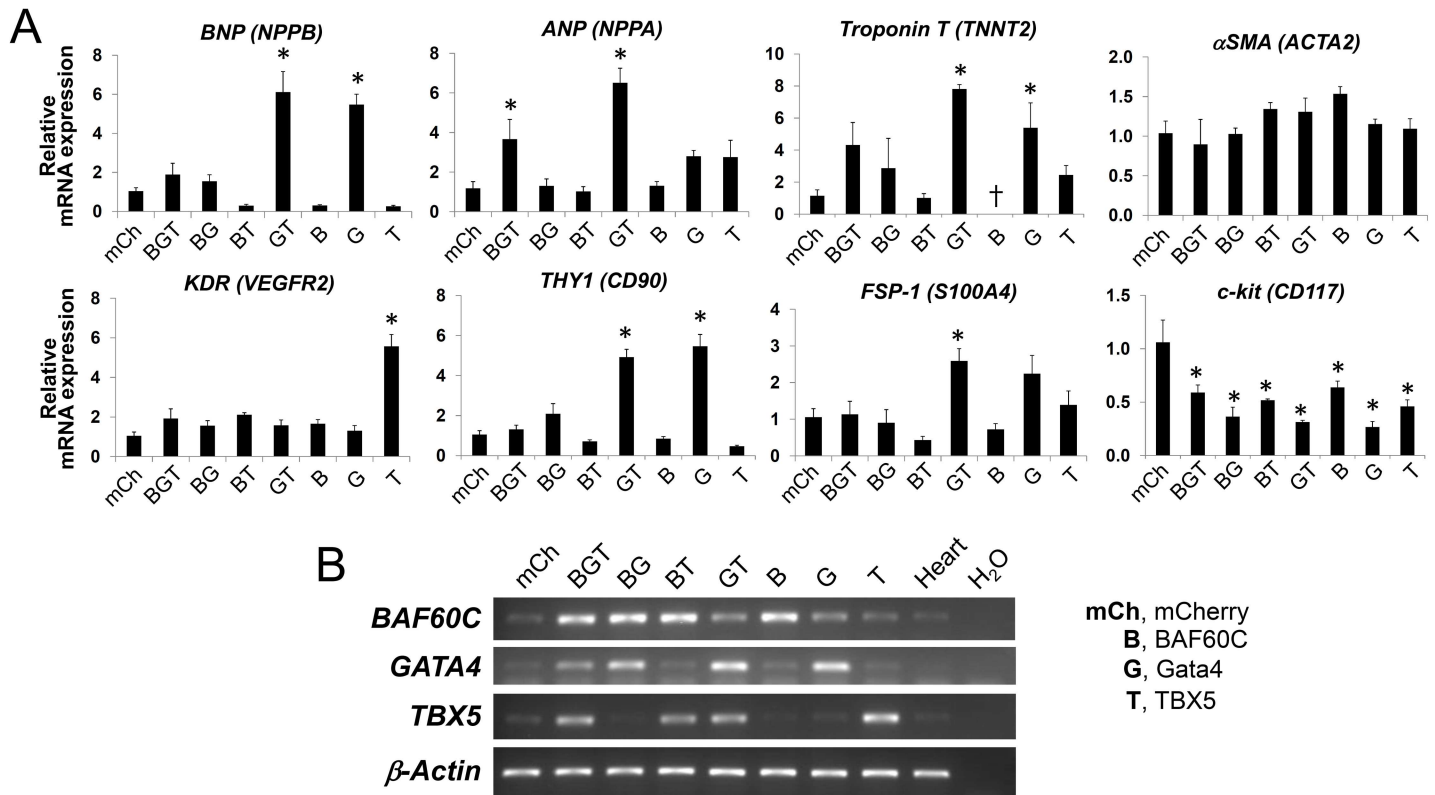 A
BNP (NPPB)
Relative
mRNA expression
8
6
4
2
0
*
*
mCh BGT BG BT GT B G T
ANP (NPPA)
8
6
4
2
0
*
*
mCh BGT BG BT GT B G T
Troponin T (TNNT2)
10
8
6
4
2
0
*
†
*
mCh BGT BG BT GT B G T
αSMA (ACTA2)
2.0
1.5
1.0
0.5
0.0
mCh BGT BG BT GT B G T
KDR (VEGFR2)
Relative
mRNA expression
8
6
4
2
0
*
mCh BGT BG BT GT B G T
THY1 (CD90)
8
6
4
2
0
*
*
mCh BGT BG BT GT B G T
FSP-1 (S100A4)
4
3
2
1
0
*
mCh BGT BG BT GT B G T
c-kit (CD117)
1.5
1.0
0.5
0.0
* * * * * * *
mCh BGT BG BT GT B G T
B
mCh BGT BG BT GT B G T Heart H₂O
BAF60C
GATA4
TBX5
β-Actin
mCh, mCherry
B, BAF60C
G, Gata4
T, TBX5